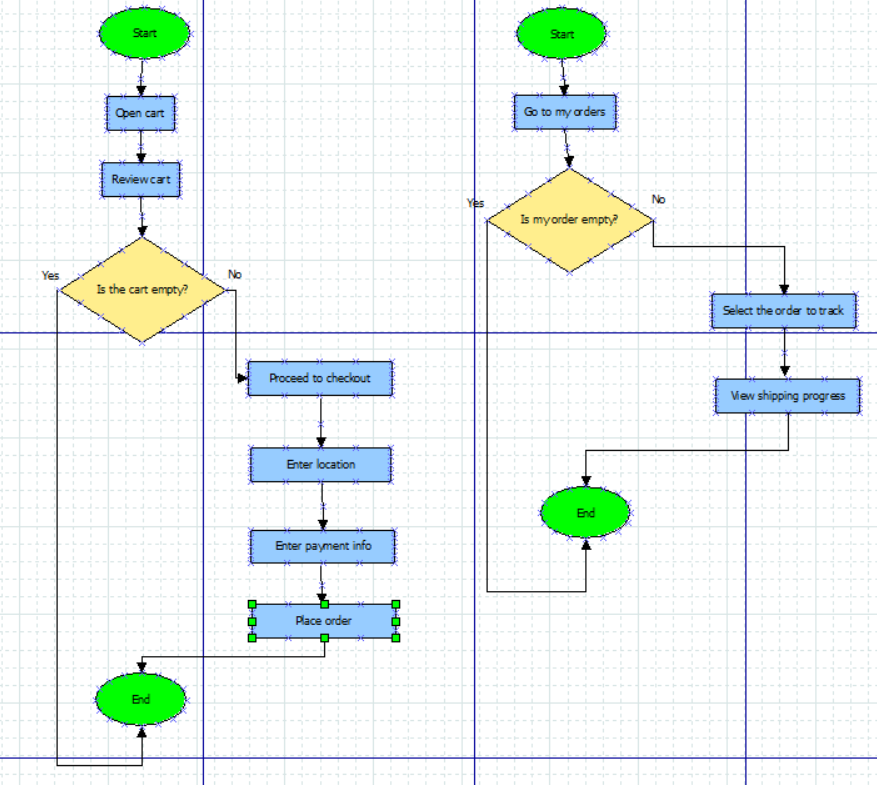 Start
Open cart
Review cart
Is the cart empty?
Yes
No
Proceed to checkout
Enter location
Enter payment info
Place order
End
Start
Go to my orders
Is my order empty?
Yes
No
Select the order to track
View shipping progress
End